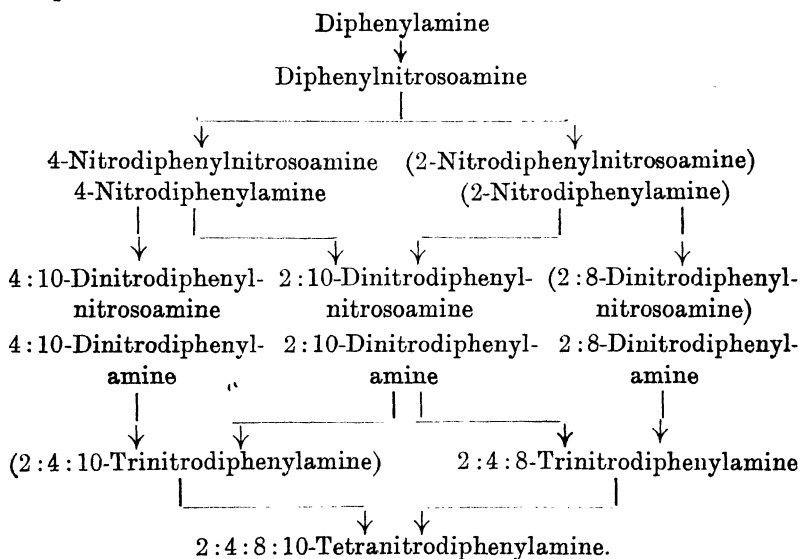 Diphenylamine
Diphenylnitrosoamine
4-Nitrodiphenylnitrosoamine (2-Nitrodiphenylnitrosoamine)
4-Nitrodiphenylamine (2-Nitrodiphenylamine)
4:10-Dinitrodiphenyl- 2:10-Dinitrodiphenyl- (2:8-Dinitrodiphenyl-
nitrosoamine nitrosoamine nitrosoamine)
4:10-Dinitrodiphenyl- 2:10-Dinitrodiphenyl- 2:8-Dinitrodiphenyl-
amine amine amine
(2:4:10-Trinitrodiphenylamine) 2:4:8-Trinitrodiphenylamine
2:4:8:10-Tetranitrodiphenylamine.